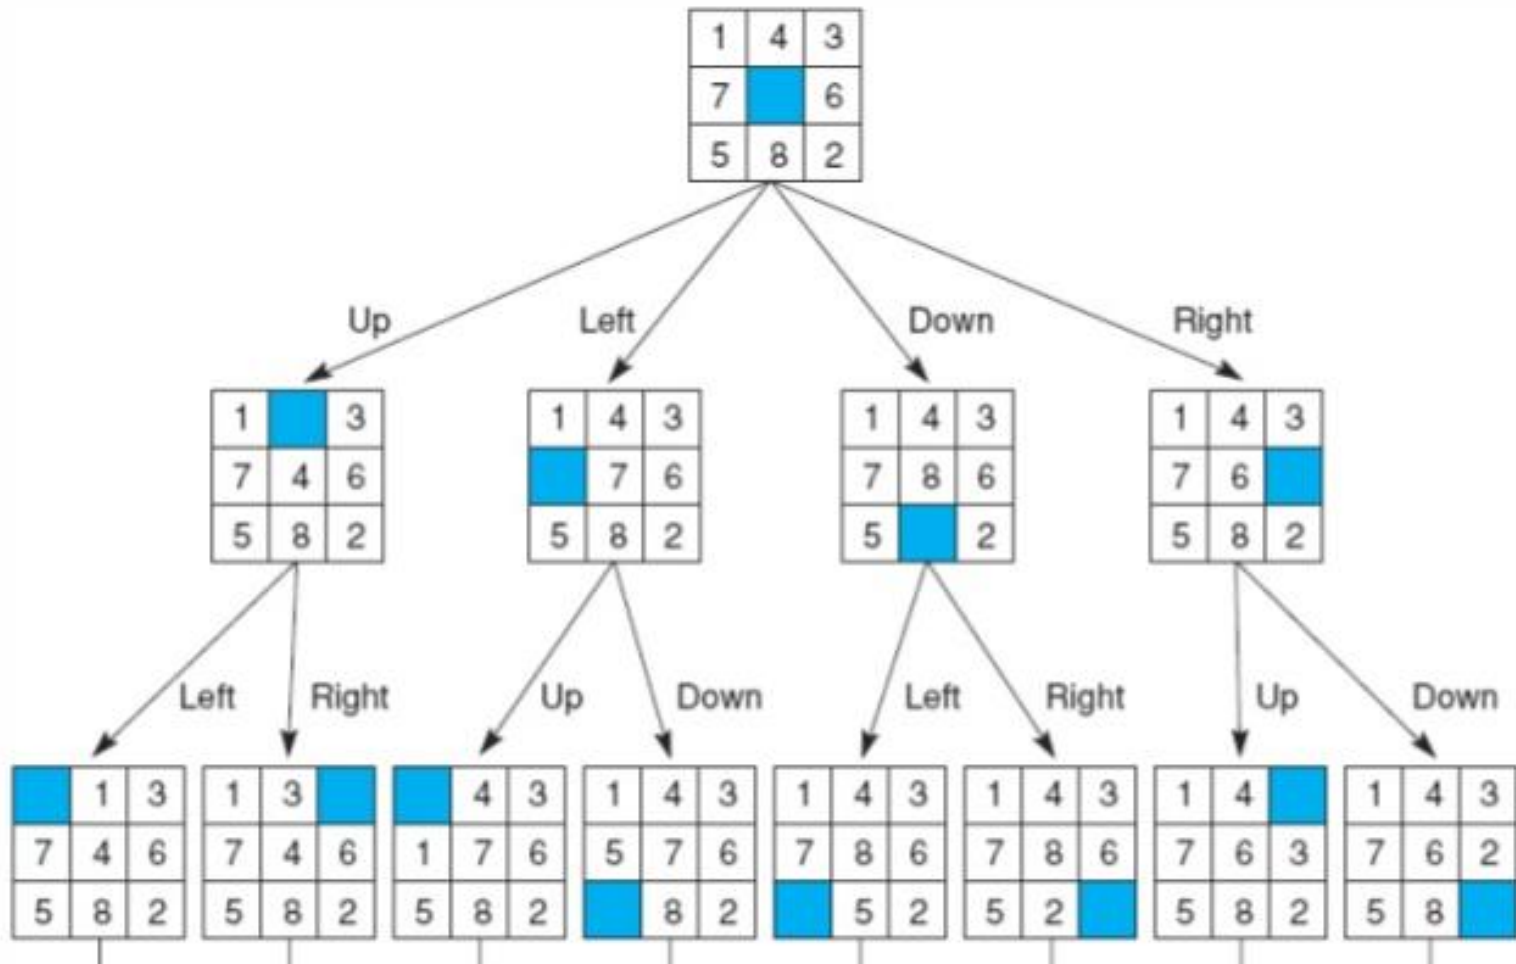 1 4 3
7 6
5 8 2
Up Left Down Right
1 3 1 4 3 1 4 3 1 4 3
7 4 6 7 6 7 8 6 7 6
5 8 2 5 8 2 5 2 5 8 2
Left Right Up Down Left Right Up Down
1 3 1 3 4 3 1 4 3 1 4 3 1 4 3 1 4 1 4 3
7 4 6 7 4 6 1 7 6 5 7 6 7 8 6 7 8 6 7 6 3 7 6 2
5 8 2 5 8 2 5 8 2 8 2 5 2 5 2 5 8 2 5 8